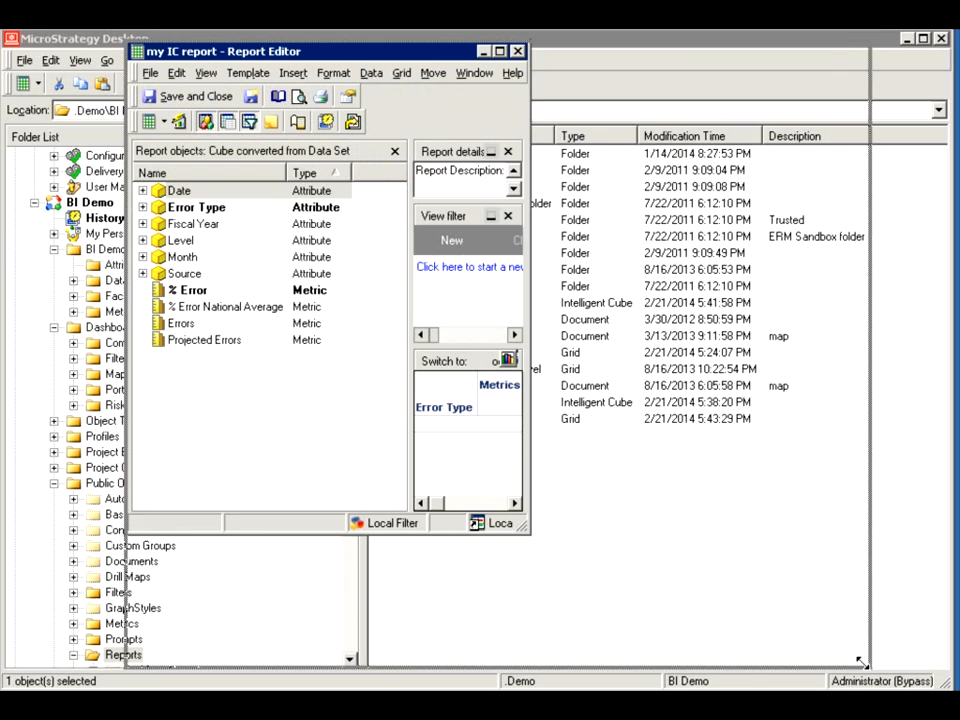 MicroStrategy Desktop
my IC report - Report Editor
File Edit View Go
File Edit View Template Insert Format Data Grid Move Window Help
Save and Close
Location: .Demo\BI
Folder List
Report objects: Cube converted from Data Set
Report details
Report Description:
Name Type
Date Attribute
Error Type Attribute
Fiscal Year Attribute
Level Attribute
Month Attribute
Source Attribute
% Error Metric
% Error National Average Metric
Errors Metric
Projected Errors Metric
View filter
New
Click here to start a new
Switch to:
Metrics
Error Type
Local Filter
Loca
Configur
Delivery
User Ma
BI Demo
History
My Pers
BI Demo
Attri
Data
Fac
Met
Dashbo
Con
Filte
Map
Port
Risk
Object T
Profiles
Project E
Project O
Public O
Auto
Bas
Con
Custom Groups
Documents
Drill Maps
Filters
GraphStyles
Metrics
Prompts
Reports
Type Modification Time Description
Folder 1/14/2014 8:27:53 PM
Folder 2/9/2011 9:09:04 PM
Folder 2/9/2011 9:09:08 PM
older Folder 7/22/2011 6:12:10 PM
Folder 7/22/2011 6:12:10 PM Trusted
Folder 7/22/2011 6:12:10 PM ERM Sandbox folder
Folder 2/9/2011 9:09:49 PM
Folder 8/16/2013 6:05:53 PM
Folder 7/22/2011 6:12:10 PM
Intelligent Cube 2/21/2014 5:41:58 PM
Document 3/30/2012 8:50:59 PM
Document 3/13/2013 9:11:58 PM map
Grid 2/21/2014 5:24:07 PM
vel Grid 8/16/2013 10:22:54 PM
Document 8/16/2013 6:05:58 PM map
Intelligent Cube 2/21/2014 5:38:20 PM
Grid 2/21/2014 5:43:29 PM
1 object(s) selected .Demo BI Demo Administrator (Bypass)